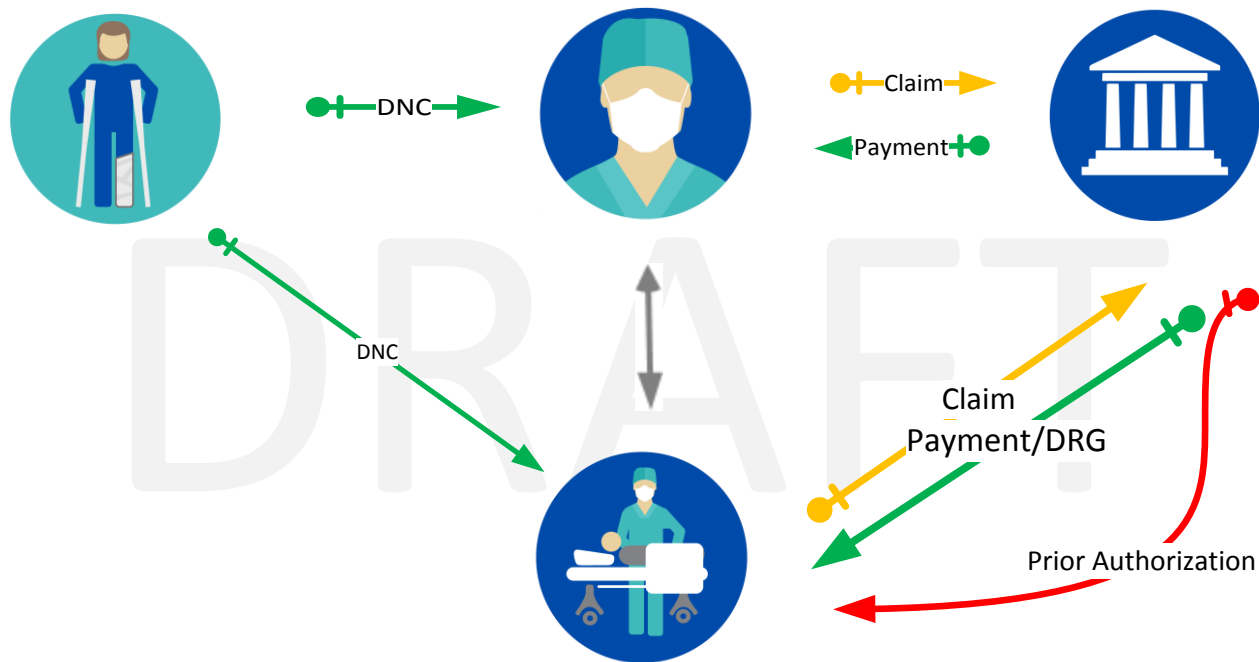 DNC
Claim
Payment
DRAFT
DNC
Claim
Payment/DRG
Prior Authorization